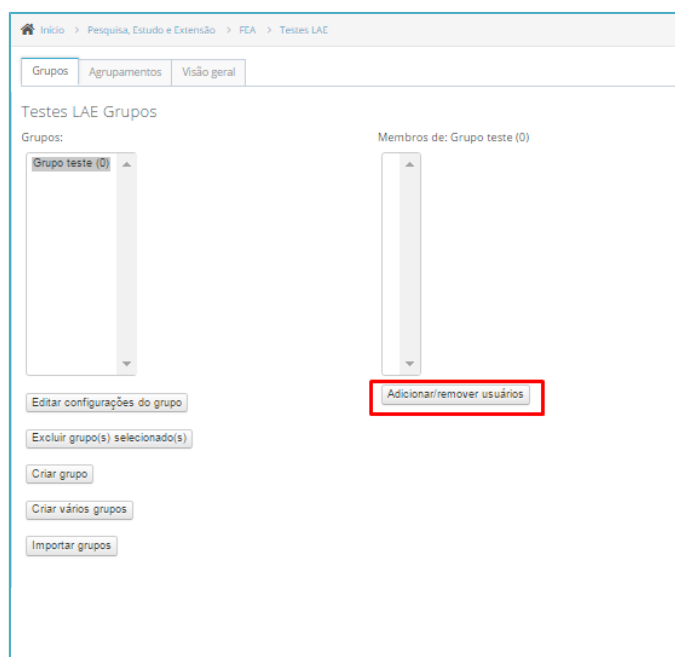 Início > Pesquisa, Estudo e Extensão > FEA > Testes LAE
Grupos Agrupamentos Visão geral
Testes LAE Grupos
Grupos:
Membros de: Grupo teste (0)
Grupo teste (0)
Adicionar/remover usuários
Editar configurações do grupo
Excluir grupo(s) selecionado(s)
Criar grupo
Criar vários grupos
Importar grupos